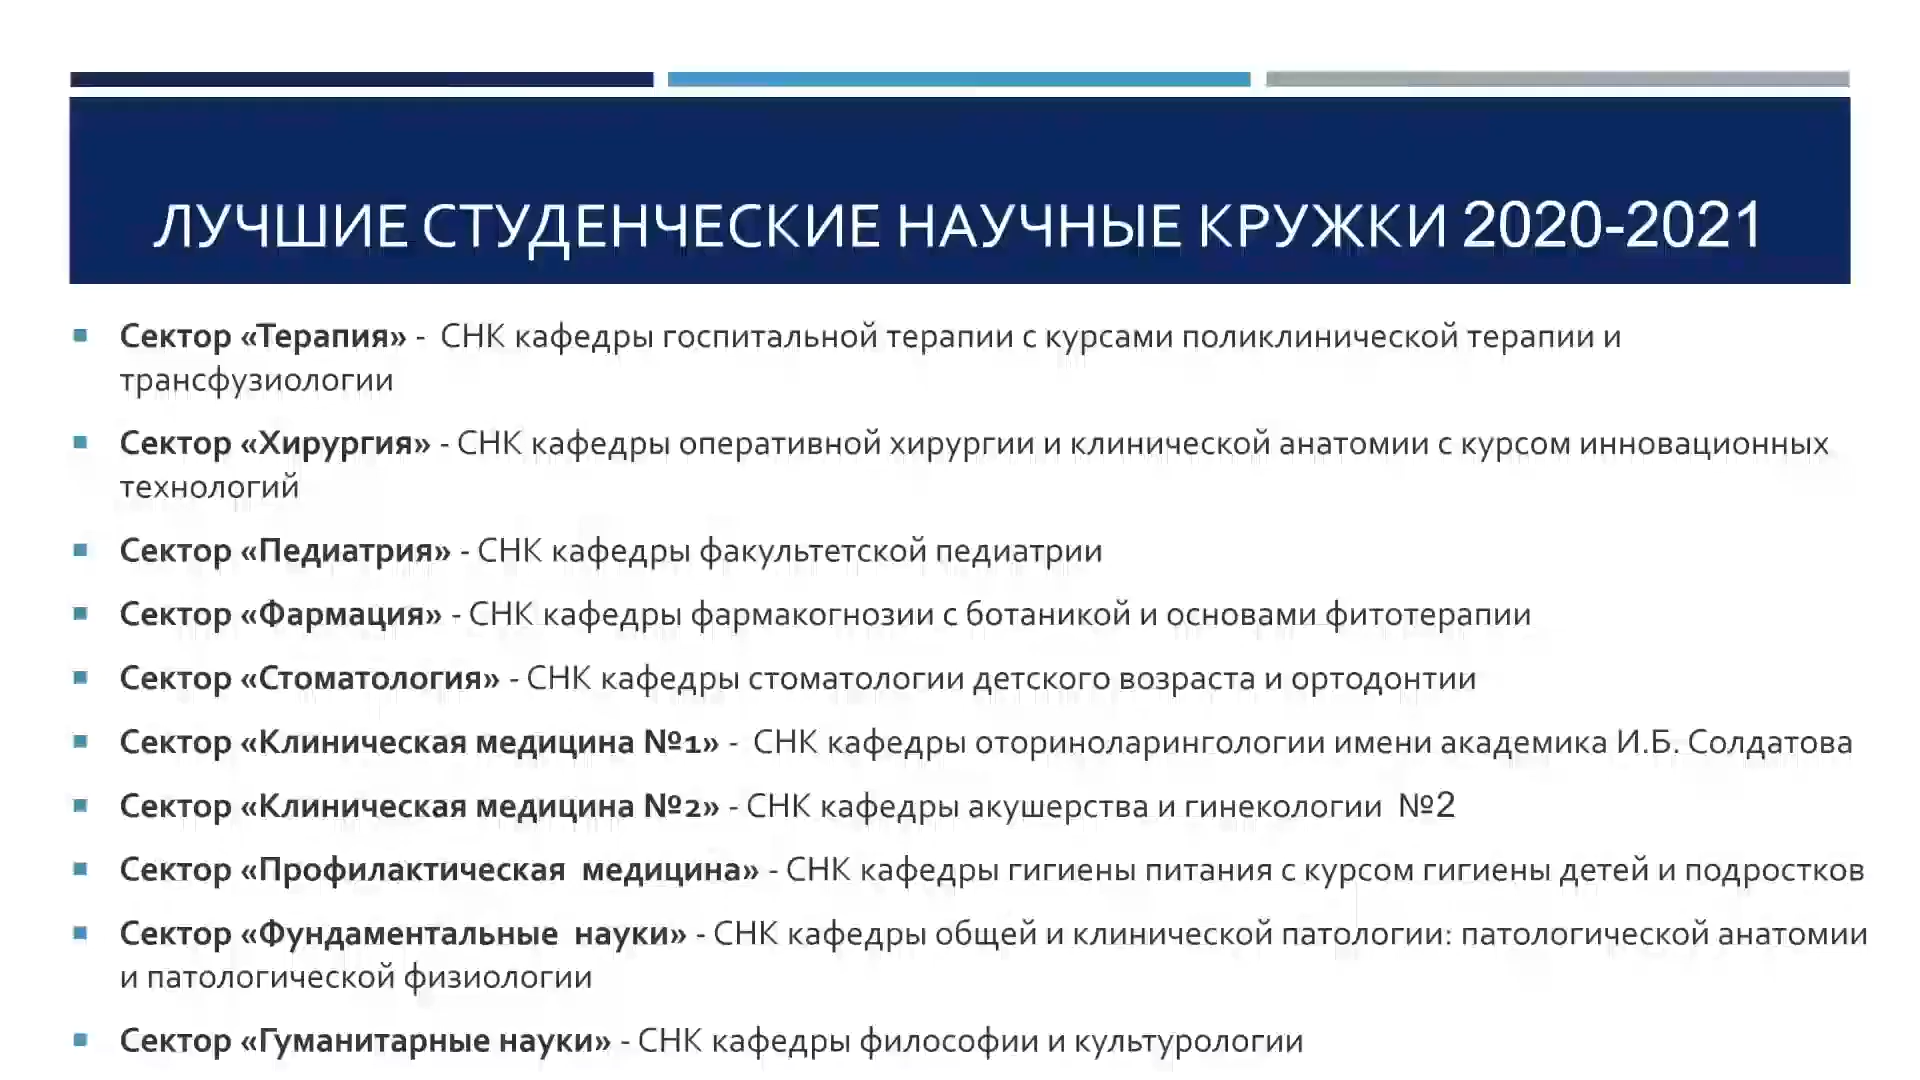 ЛУЧШИЕ СТУДЕНЧЕСКИЕ НАУЧНЫЕ КРУЖКИ 2020-2021
Сектор «Терапия» - СНК кафедры госпитальной терапии с курсами поликлинической терапии и
трансфузиологии
Сектор «Хирургия» - СНК кафедры оперативной хирургии и клинической анатомии с курсом инновационных
технологий
Сектор «Педиатрия» - СНК кафедры факультетской педиатрии
Сектор «Фармация» - СНК кафедры фармакогнозии с ботаникой и основами фитотерапии
Сектор «Стоматология» - СНК кафедры стоматологии детского возраста и ортодонтии
Сектор «Клиническая медицина №1» - СНК кафедры оториноларингологии имени академика И.Б. Солдатова
Сектор «Клиническая медицина №2» - СНК кафедры акушерства и гинекологии №2
Сектор «Профилактическая медицина» - СНК кафедры гигиены питания с курсом гигиены детей и подростков
Сектор «Фундаментальные науки» - СНК кафедры общей и клинической патологии: патологической анатомии
и патологической физиологии
Сектор «Гуманитарные науки» - СНК кафедры философии и культурологии